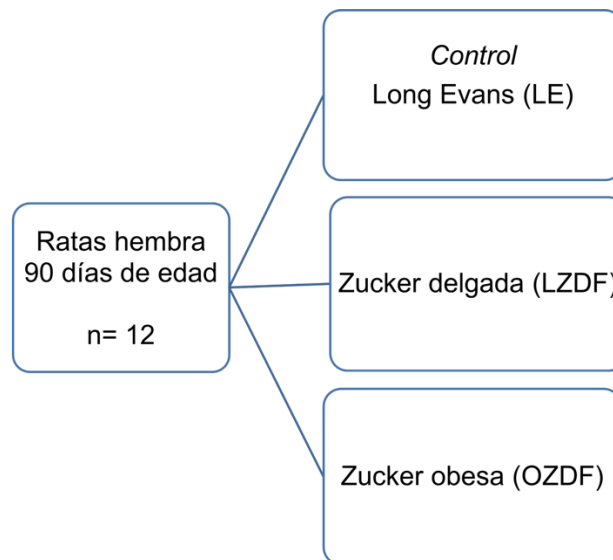 Ratas hembra
90 días de edad
n= 12
Control
Long Evans (LE)
Zucker delgada (LZDF)
Zucker obesa (OZDF)